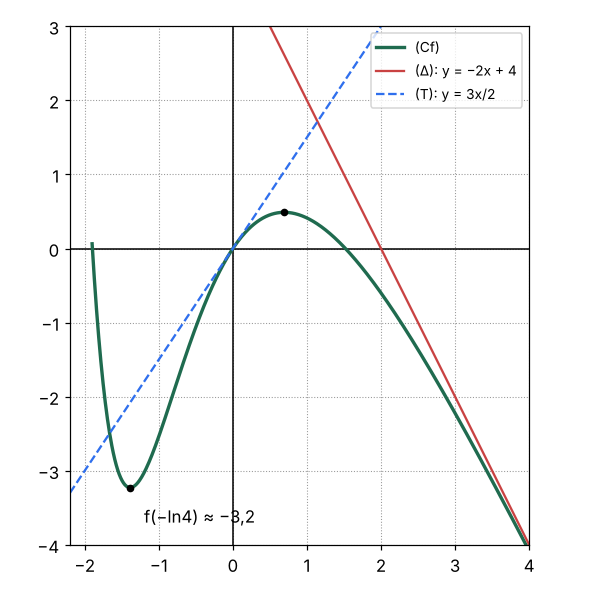 3
2
1
0
−1
−2
−3
−4
−2 −1 0 1 2 3 4
(Cf)
(Δ): y = −2x + 4
(T): y = 3x/2
f(−ln4) ≈ −3,2